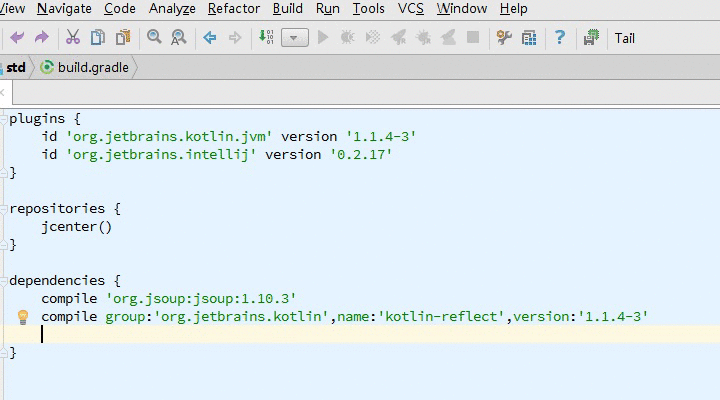 View Navigate Code Analyze Refactor Build Run Tools VCS Window Help
Tail
std build.gradle
plugins {
    id 'org.jetbrains.kotlin.jvm' version '1.1.4-3'
    id 'org.jetbrains.intellij' version '0.2.17'
}
repositories {
    jcenter()
}
dependencies {
    compile 'org.jsoup:jsoup:1.10.3'
    compile group:'org.jetbrains.kotlin',name:'kotlin-reflect',version:'1.1.4-3'
}